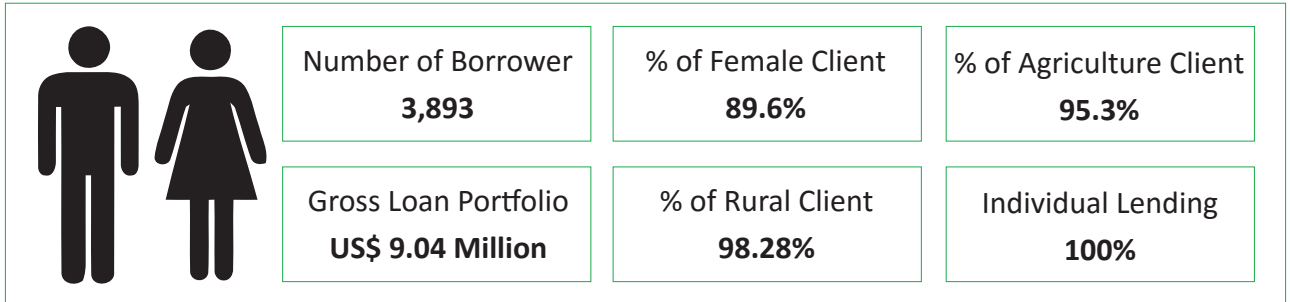 Number of Borrower
3,893
% of Female Client
89.6%
% of Agriculture Client
95.3%
Gross Loan Portfolio
US$ 9.04 Million
% of Rural Client
98.28%
Individual Lending
100%